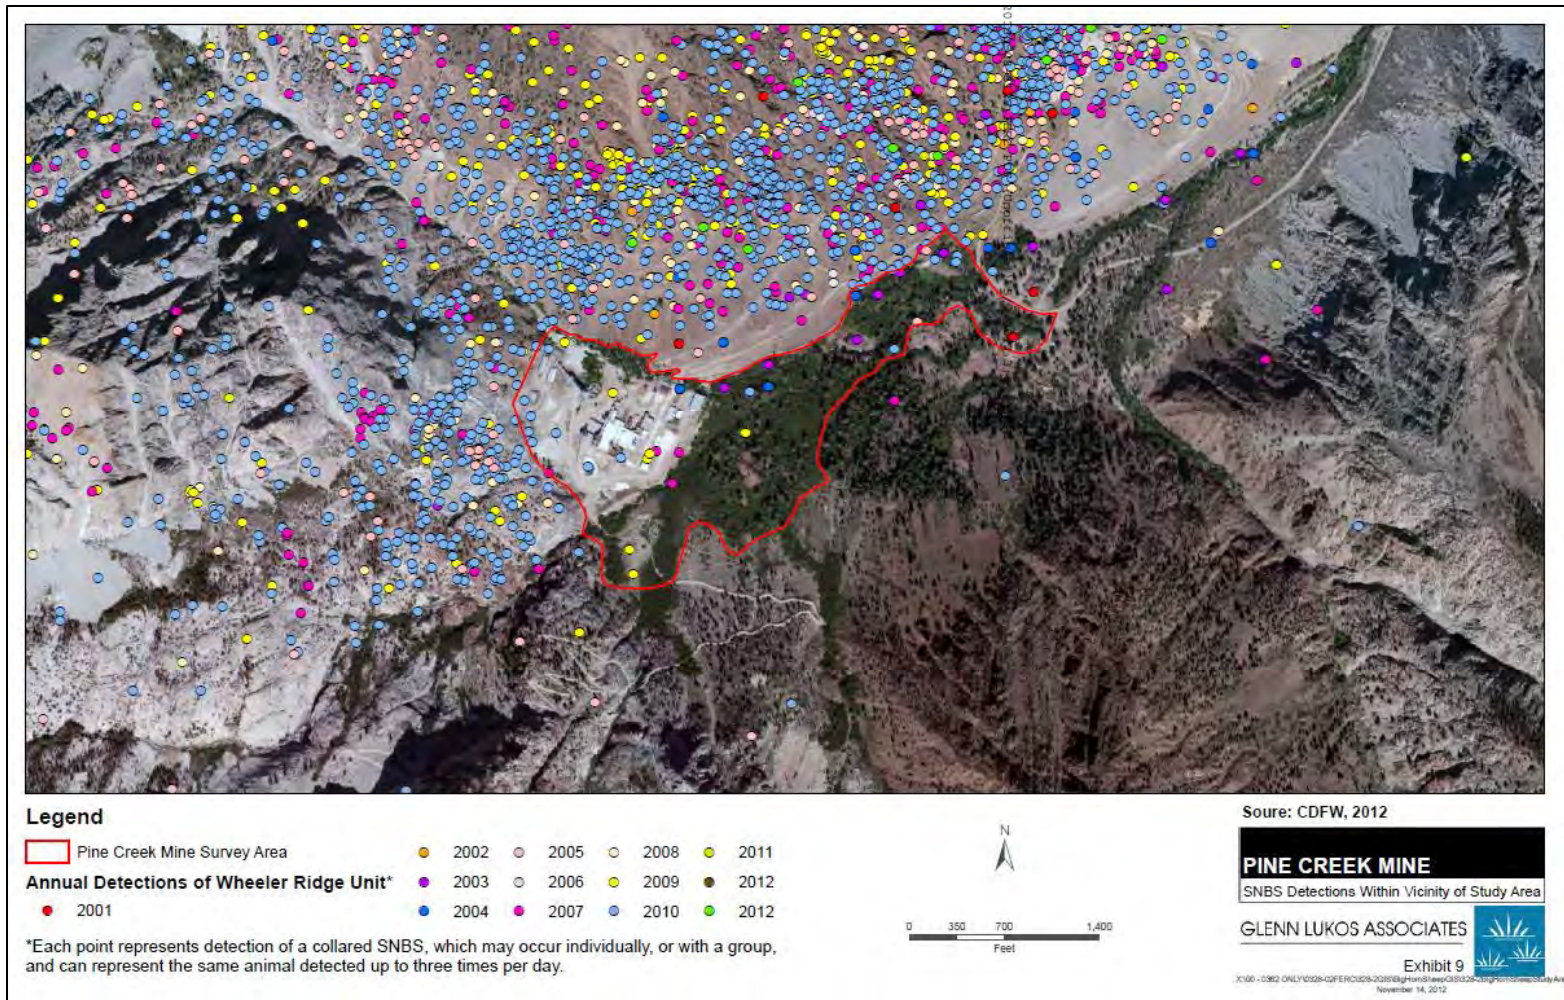 Legend
Pine Creek Mine Survey Area
Annual Detections of Wheeler Ridge Unit*
2001
2002
2003
2004
2005
2006
2007
2008
2009
2010
2011
2012
2012
*Each point represents detection of a collared SNBS, which may occur individually, or with a group,
and can represent the same animal detected up to three times per day.
N
0 350 700 1,400
Feet
Soure: CDFW, 2012
PINE CREEK MINE
SNBS Detections Within Vicinity of Study Area
GLENN LUKOS ASSOCIATES
Exhibit 9
November 14, 2012